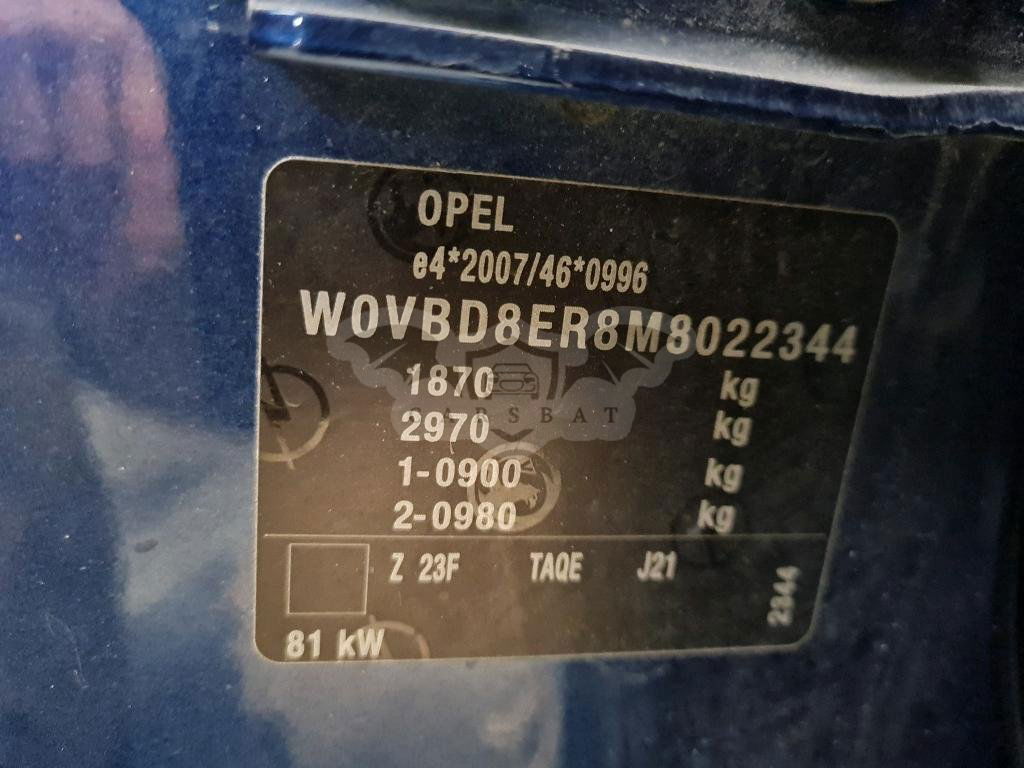 OPEL
e4*2007/46*0996
W0VBD8ER8M8022344
1870 kg
CARSBAT
2970 kg
1-0900 kg
2-0980 kg
Z 23F TAQE J21
2344
81 kW